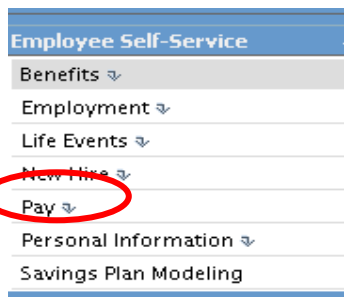 Employee Self-Service
Benefits
Employment
Life Events
New Hire
Pay
Personal Information
Savings Plan Modeling